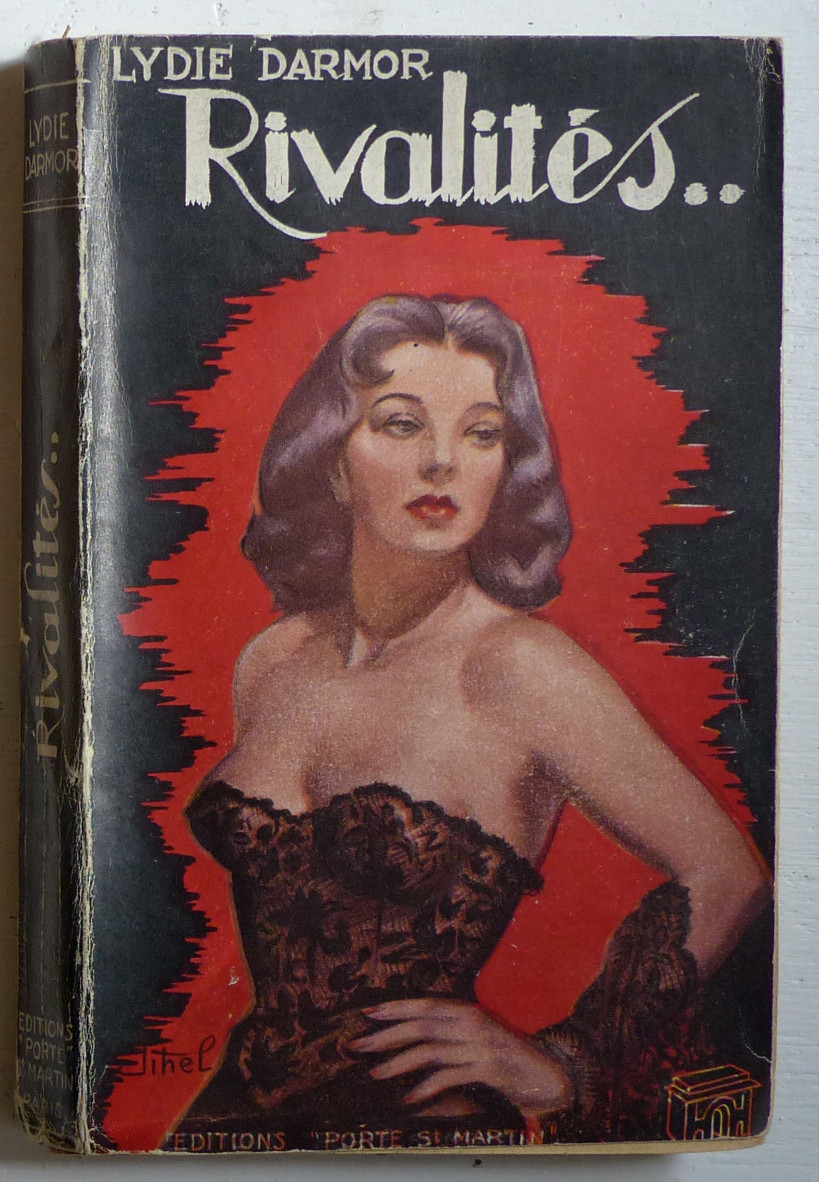 LYDIE DARMOR
Rivalités..
Jihel
EDITIONS "PORTE St MARTIN"
LYDIE
DARMOR
Rivalités..
EDITIONS
"PORTE
St MARTIN"
PARIS